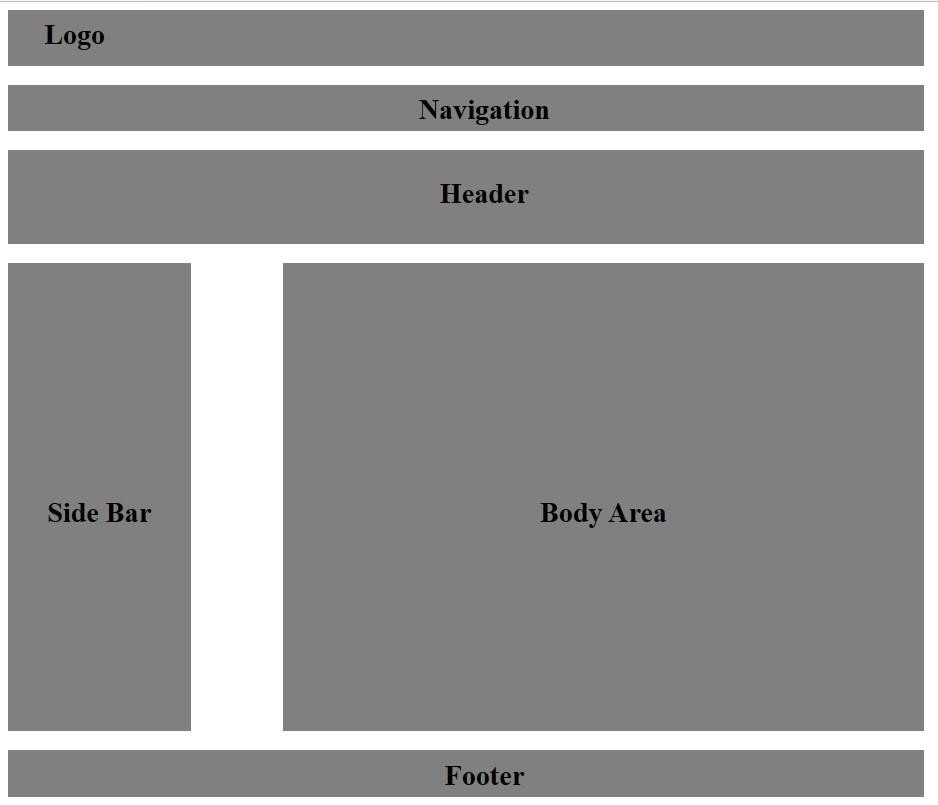 Logo
Navigation
Header
Side Bar
Body Area
Footer